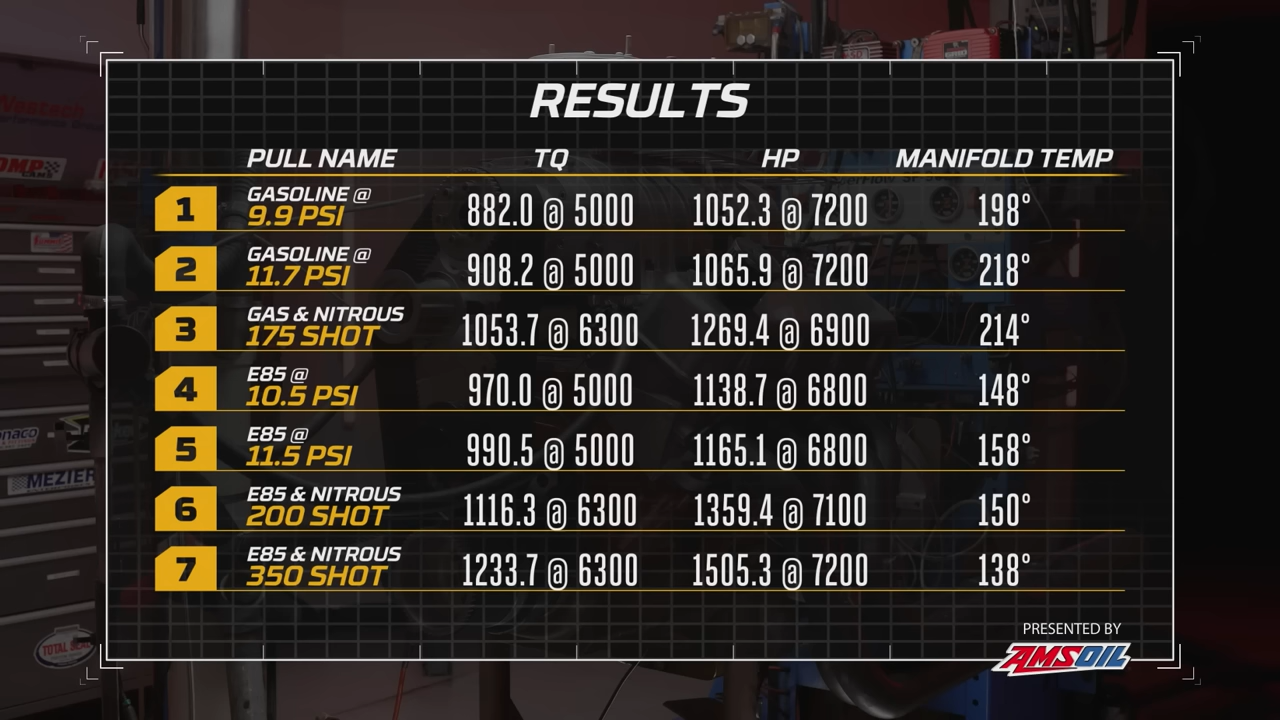 RESULTS
PULL NAME TQ HP MANIFOLD TEMP
1 GASOLINE @ 9.9 PSI 882.0 @ 5000 1052.3 @ 7200 198°
2 GASOLINE @ 11.7 PSI 908.2 @ 5000 1065.9 @ 7200 218°
3 GAS & NITROUS 175 SHOT 1053.7 @ 6300 1269.4 @ 6900 214°
4 E85 @ 10.5 PSI 970.0 @ 5000 1138.7 @ 6800 148°
5 E85 @ 11.5 PSI 990.5 @ 5000 1165.1 @ 6800 158°
6 E85 & NITROUS 200 SHOT 1116.3 @ 6300 1359.4 @ 7100 150°
7 E85 & NITROUS 350 SHOT 1233.7 @ 6300 1505.3 @ 7200 138°
PRESENTED BY
AMSOIL
MEZIER
TOTAL